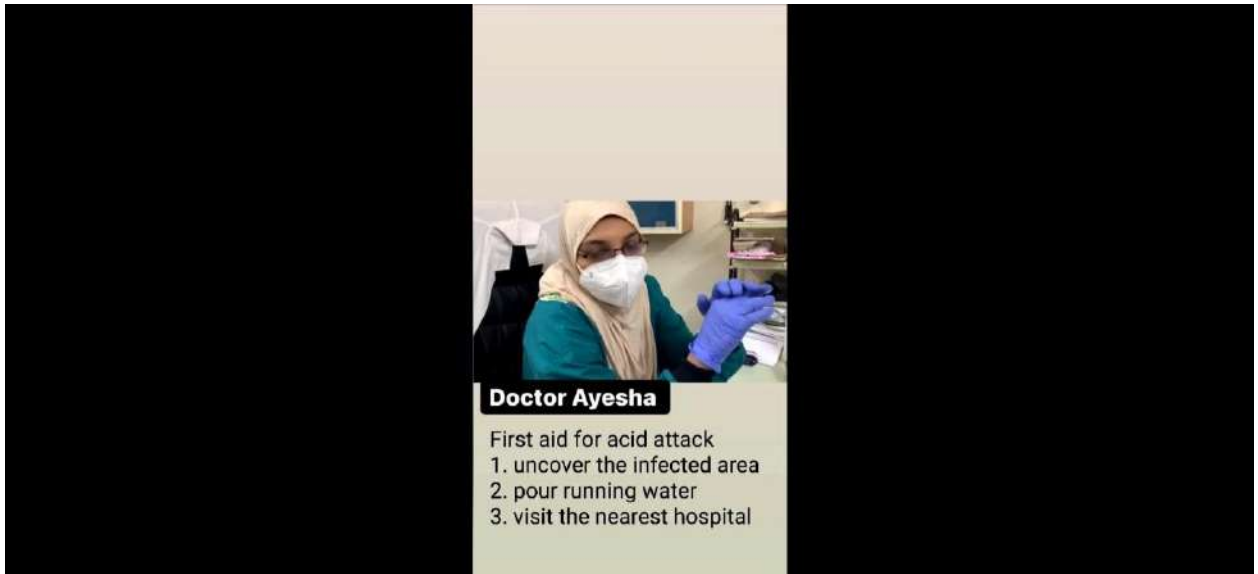 Doctor Ayesha
First aid for acid attack
1. uncover the infected area
2. pour running water
3. visit the nearest hospital